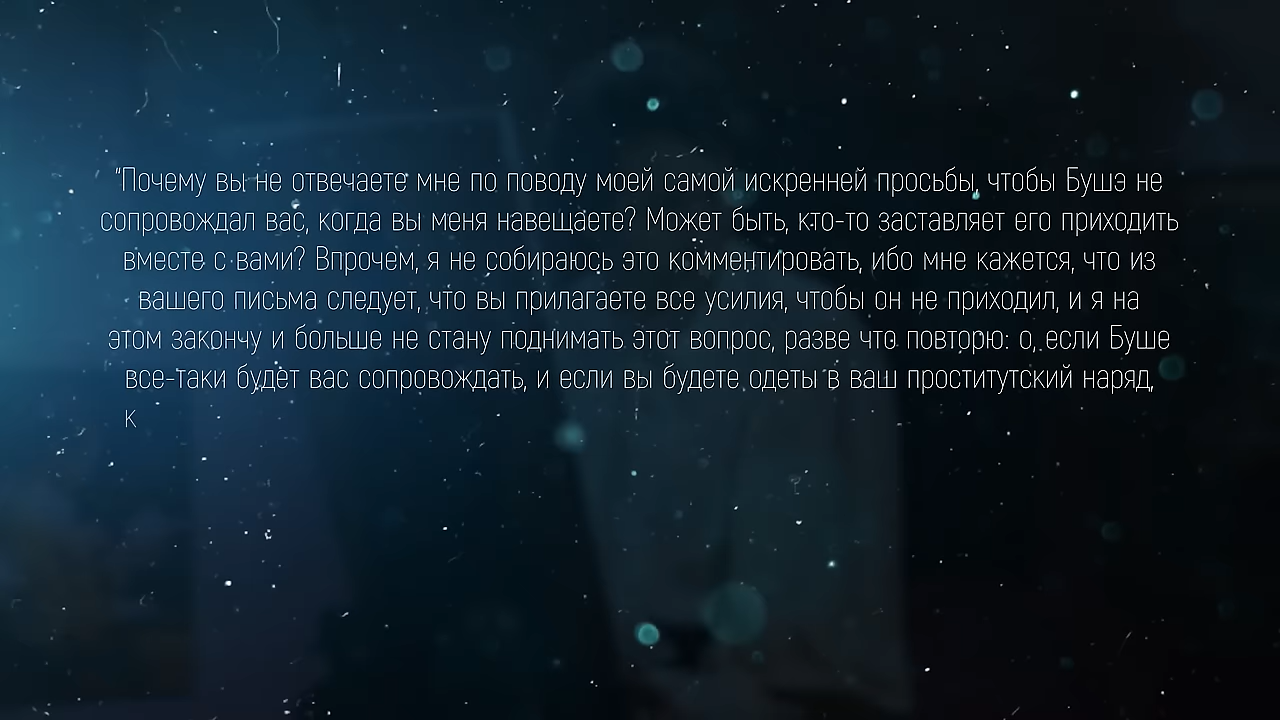 "Почему вы не отвечаете мне по поводу моей самой искренней просьбы, чтобы Бушэ не
сопровождал вас, когда вы меня навещаете? Может быть, кто-то заставляет его приходить
вместе с вами? Впрочем, я не собираюсь это комментировать, ибо мне кажется, что из
вашего письма следует, что вы прилагаете все усилия, чтобы он не приходил, и я на
этом закончу и больше не стану поднимать этот вопрос, разве что повторю: о, если Буше
все-таки будет вас сопровождать, и если вы будете одеты в ваш проститутский наряд,
к